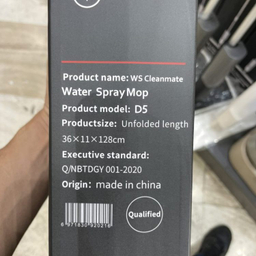 Product name: WS Cleanmate
Water Spray Mop
Product model: D5
Productsize: Unfolded length
36×11×128cm
Executive standard:
Q/NBTDGY 001-2020
Origin: made in china
Qualified